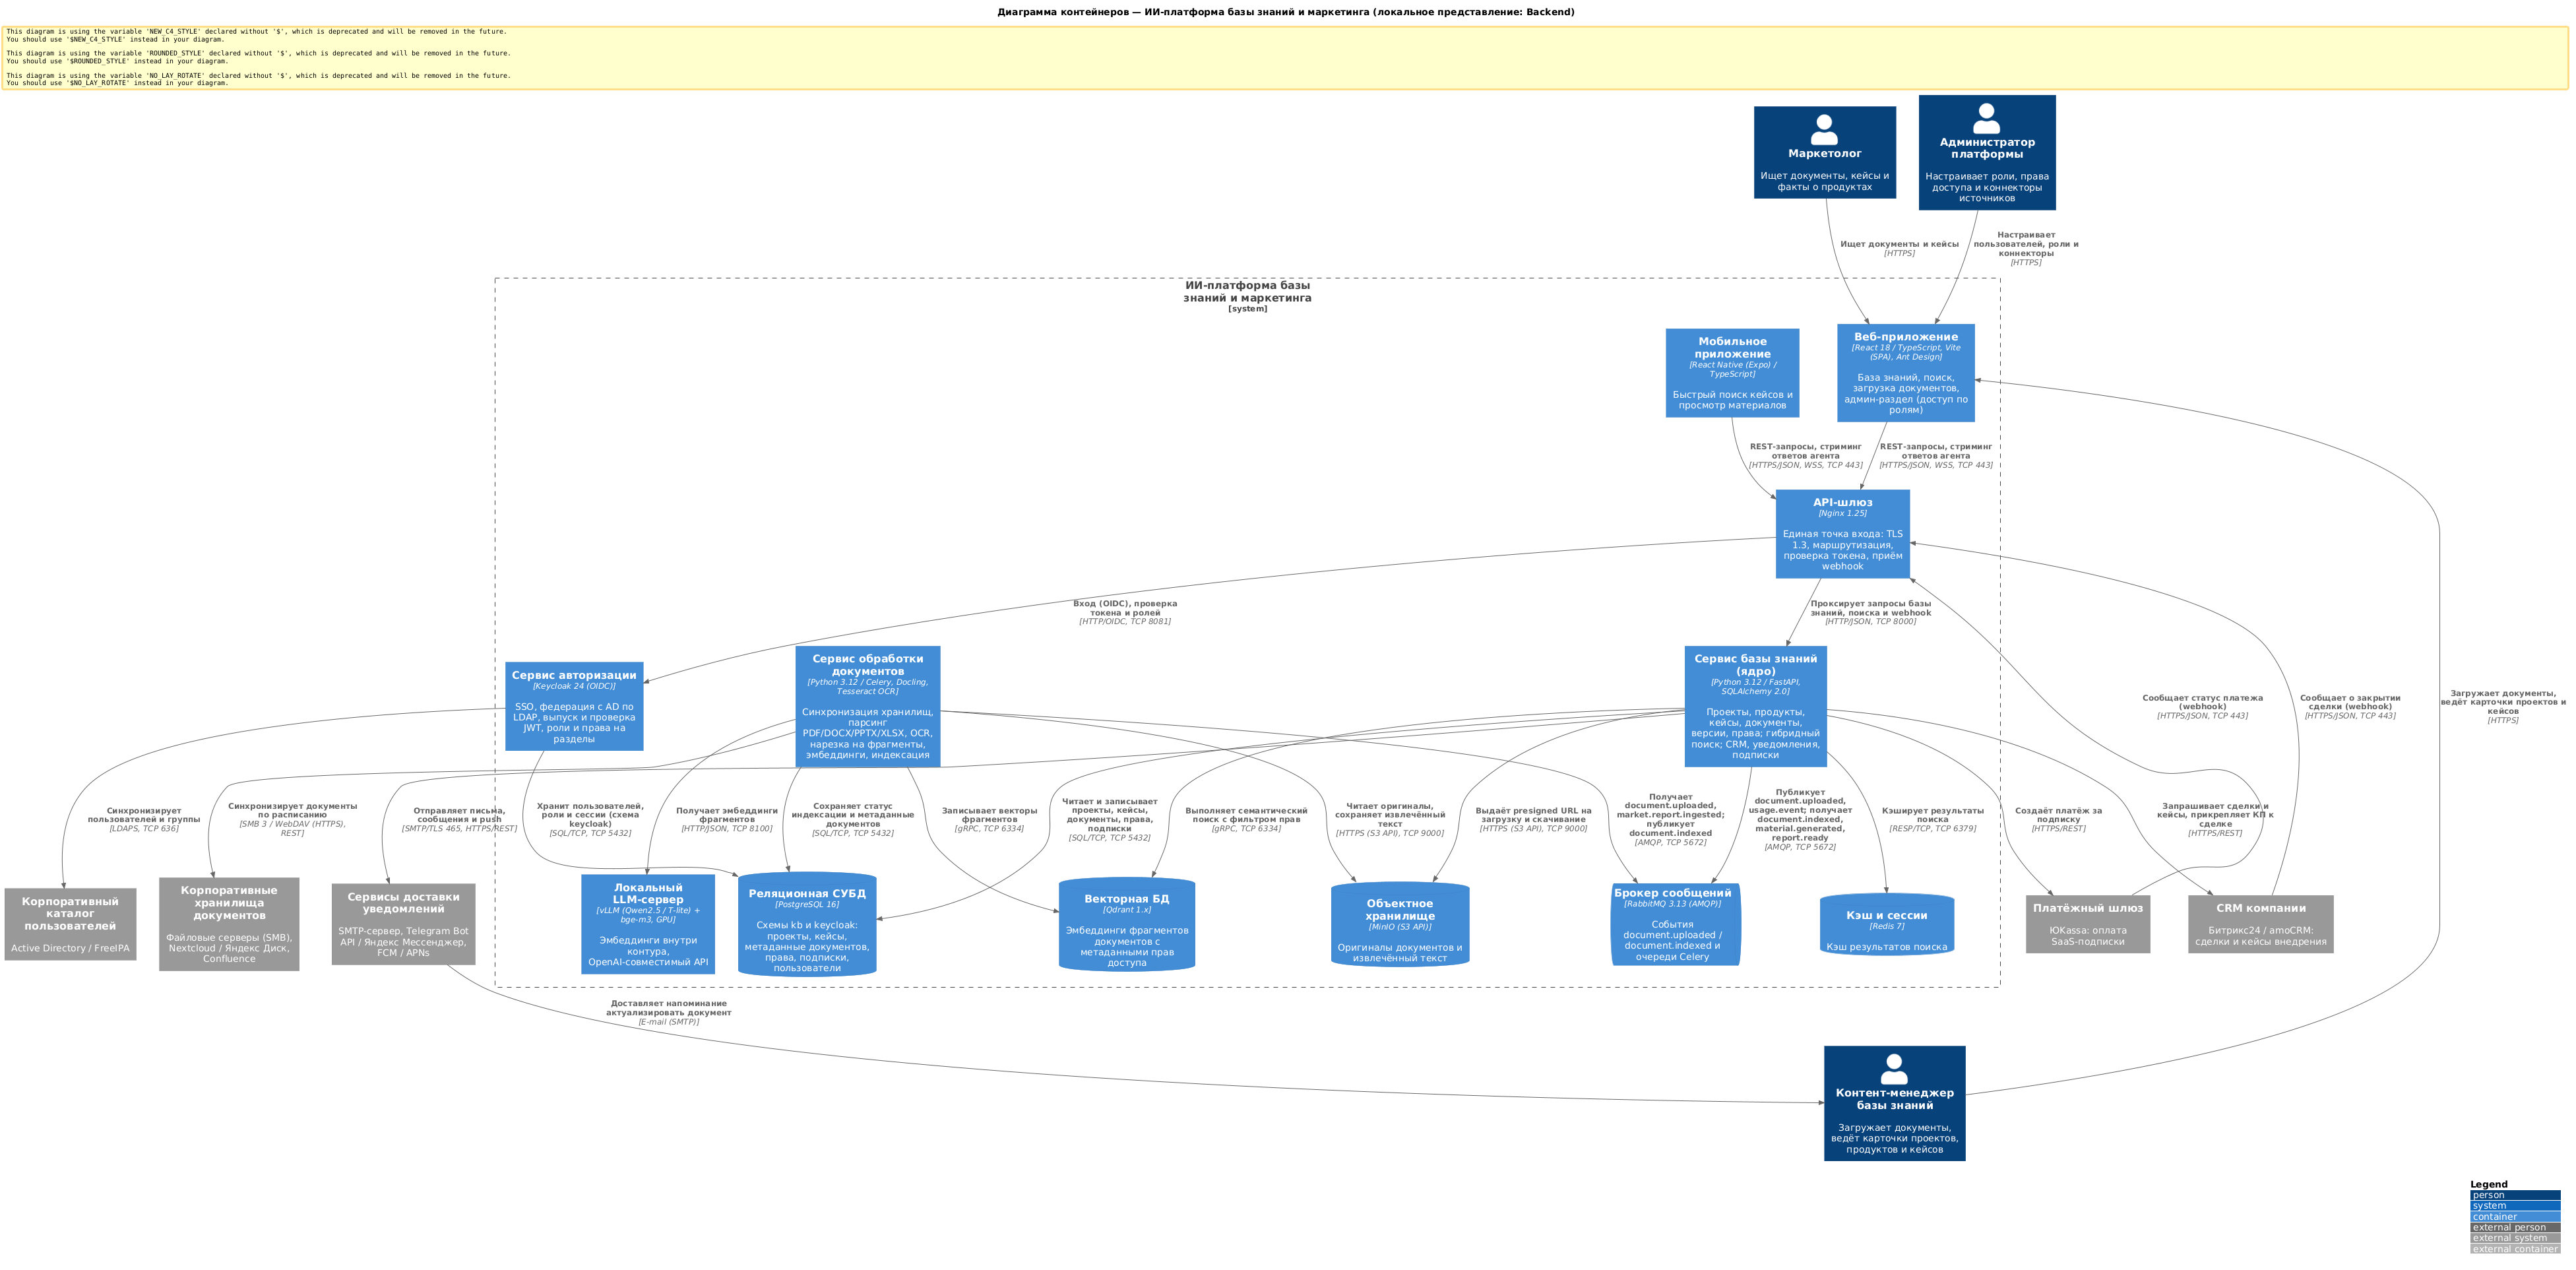 Диаграмма контейнеров — ИИ-платформа базы знаний и маркетинга (локальное представление: Backend)
This diagram is using the variable 'NEW_C4_STYLE' declared without '$', which is deprecated and will be removed in the future.
You should use '$NEW_C4_STYLE' instead in your diagram.
This diagram is using the variable 'ROUNDED_STYLE' declared without '$', which is deprecated and will be removed in the future.
You should use '$ROUNDED_STYLE' instead in your diagram.
This diagram is using the variable 'NO_LAY_ROTATE' declared without '$', which is deprecated and will be removed in the future.
You should use '$NO_LAY_ROTATE' instead in your diagram.
Маркетолог
Ищет документы, кейсы и
факты о продуктах
Администратор
платформы
Настраивает роли, права
доступа и коннекторы
источников
Ищет документы и кейсы
[HTTPS]
Настраивает
пользователей, роли и
коннекторы
[HTTPS]
ИИ-платформа базы
знаний и маркетинга
[system]
Мобильное
приложение
[React Native (Expo) /
TypeScript]
Быстрый поиск кейсов и
просмотр материалов
Веб-приложение
[React 18 / TypeScript, Vite
(SPA), Ant Design]
База знаний, поиск,
загрузка документов,
админ-раздел (доступ по
ролям)
REST-запросы, стриминг
ответов агента
[HTTPS/JSON, WSS, TCP 443]
REST-запросы, стриминг
ответов агента
[HTTPS/JSON, WSS, TCP 443]
API-шлюз
[Nginx 1.25]
Единая точка входа: TLS
1.3, маршрутизация,
проверка токена, приём
webhook
Вход (OIDC), проверка
токена и ролей
[HTTP/OIDC, TCP 8081]
Проксирует запросы базы
знаний, поиска и webhook
[HTTP/JSON, TCP 8000]
Сервис авторизации
[Keycloak 24 (OIDC)]
SSO, федерация с AD по
LDAP, выпуск и проверка
JWT, роли и права на
разделы
Сервис обработки
документов
[Python 3.12 / Celery, Docling,
Tesseract OCR]
Синхронизация хранилищ,
парсинг
PDF/DOCX/PPTX/XLSX, OCR,
нарезка на фрагменты,
эмбеддинги, индексация
Сервис базы знаний
(ядро)
[Python 3.12 / FastAPI,
SQLAlchemy 2.0]
Проекты, продукты,
кейсы, документы,
версии, права; гибридный
поиск; CRM, уведомления,
подписки
Сообщает статус платежа
(webhook)
[HTTPS/JSON, TCP 443]
Сообщает о закрытии
сделки (webhook)
[HTTPS/JSON, TCP 443]
Загружает документы,
ведёт карточки проектов и
кейсов
[HTTPS]
Синхронизирует
пользователей и группы
[LDAPS, TCP 636]
Синхронизирует документы
по расписанию
[SMB 3 / WebDAV (HTTPS),
REST]
Отправляет письма,
сообщения и push
[SMTP/TLS 465, HTTPS/REST]
Хранит пользователей,
роли и сессии (схема
keycloak)
[SQL/TCP, TCP 5432]
Получает эмбеддинги
фрагментов
[HTTP/JSON, TCP 8100]
Сохраняет статус
индексации и метаданные
документов
[SQL/TCP, TCP 5432]
Записывает векторы
фрагментов
[gRPC, TCP 6334]
Читает и записывает
проекты, кейсы,
документы, права,
подписки
[SQL/TCP, TCP 5432]
Выполняет семантический
поиск с фильтром прав
[gRPC, TCP 6334]
Читает оригиналы,
сохраняет извлечённый
текст
[HTTPS (S3 API), TCP 9000]
Выдаёт presigned URL на
загрузку и скачивание
[HTTPS (S3 API), TCP 9000]
Получает
document.uploaded,
market.report.ingested;
публикует
document.indexed
[AMQP, TCP 5672]
Публикует
document.uploaded,
usage.event; получает
document.indexed,
material.generated,
report.ready
[AMQP, TCP 5672]
Кэширует результаты
поиска
[RESP/TCP, TCP 6379]
Создаёт платёж за
подписку
[HTTPS/REST]
Запрашивает сделки и
кейсы, прикрепляет КП к
сделке
[HTTPS/REST]
Корпоративный
каталог
пользователей
Active Directory / FreeIPA
Корпоративные
хранилища
документов
Файловые серверы (SMB),
Nextcloud / Яндекс Диск,
Confluence
Сервисы доставки
уведомлений
SMTP-сервер, Telegram Bot
API / Яндекс Мессенджер,
FCM / APNs
Локальный
LLM-сервер
[vLLM (Qwen2.5 / T-lite) +
bge-m3, GPU]
Эмбеддинги внутри
контура,
OpenAI-совместимый API
Реляционная СУБД
[PostgreSQL 16]
Схемы kb и keycloak:
проекты, кейсы,
метаданные документов,
права, подписки,
пользователи
Векторная БД
[Qdrant 1.x]
Эмбеддинги фрагментов
документов с
метаданными прав
доступа
Объектное
хранилище
[MinIO (S3 API)]
Оригиналы документов и
извлечённый текст
Брокер сообщений
[RabbitMQ 3.13 (AMQP)]
События
document.uploaded /
document.indexed и
очереди Celery
Кэш и сессии
[Redis 7]
Кэш результатов поиска
Платёжный шлюз
ЮKassa: оплата
SaaS-подписки
CRM компании
Битрикс24 / amoCRM:
сделки и кейсы внедрения
Доставляет напоминание
актуализировать документ
[E-mail (SMTP)]
Контент-менеджер
базы знаний
Загружает документы,
ведёт карточки проектов,
продуктов и кейсов
Legend
person
system
container
external person
external system
external container